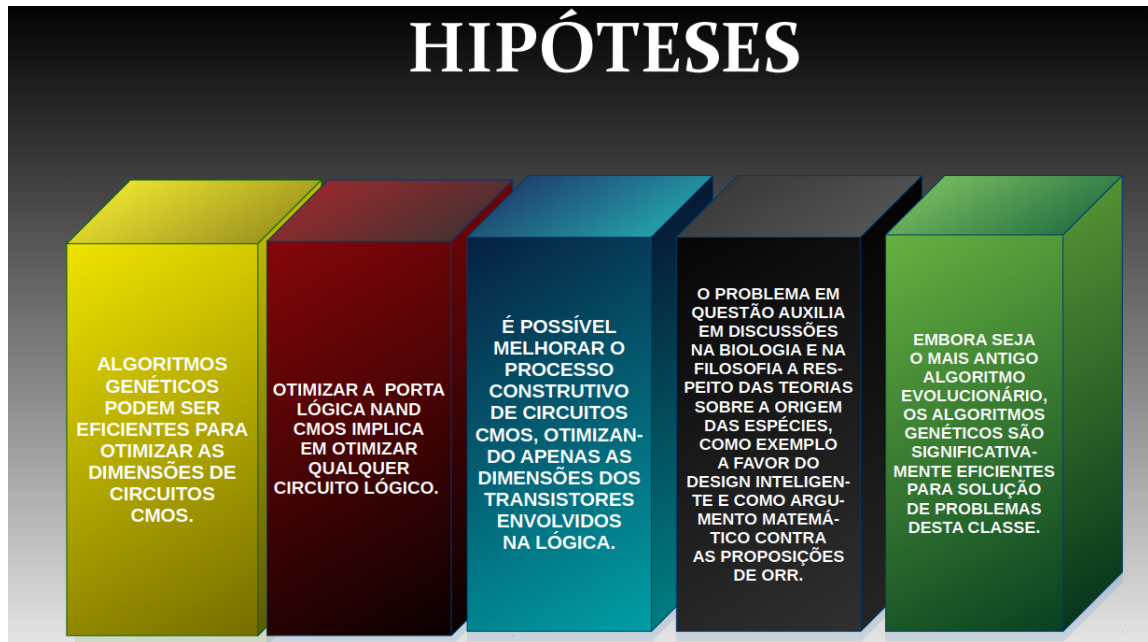 HIPÓTESES
ALGORITMOS
GENÉTICOS
PODEM SER
EFICIENTES PARA
OTIMIZAR AS
DIMENSÕES DE
CIRCUITOS
CMOS.
OTIMIZAR A PORTA
LÓGICA NAND
CMOS IMPLICA
EM OTIMIZAR
QUALQUER
CIRCUITO LÓGICO.
É POSSÍVEL
MELHORAR O
PROCESSO
CONSTRUTIVO
DE CIRCUITOS
CMOS, OTIMIZAN-
DO APENAS AS
DIMENSÕES DOS
TRANSISTORES
ENVOLVIDOS
NA LÓGICA.
O PROBLEMA EM
QUESTÃO AUXILIA
EM DISCUSSÕES
NA BIOLOGIA E NA
FILOSOFIA A RES-
PEITO DAS TEORIAS
SOBRE A ORIGEM
DAS ESPÉCIES,
COMO EXEMPLO
A FAVOR DO
DESIGN INTELIGEN-
TE E COMO ARGU-
MENTO MATEMÁ-
TICO CONTRA
AS PROPOSIÇÕES
DE ORR.
EMBORA SEJA
O MAIS ANTIGO
ALGORITMO
EVOLUCIONÁRIO,
OS ALGORITMOS
GENÉTICOS SÃO
SIGNIFICATIVA-
MENTE EFICIENTES
PARA SOLUÇÃO
DE PROBLEMAS
DESTA CLASSE.